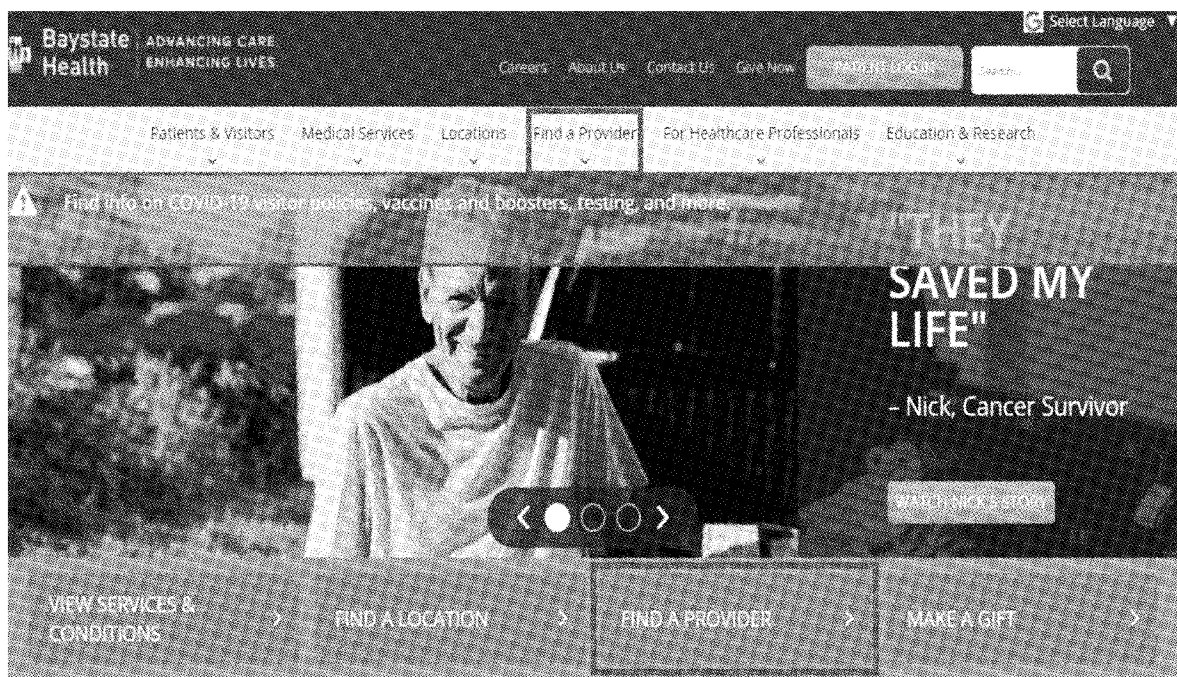 Select Language
Baystate Health
ADVANCING CARE
ENHANCING LIVES
Careers About Us Contact Us Give Now PATIENT LOG IN Search...
Patients & Visitors Medical Services Locations Find a Provider For Healthcare Professionals Education & Research
Find info on COVID-19 visitor policies, vaccines and boosters, testing, and more.
"THEY
SAVED MY
LIFE"
– Nick, Cancer Survivor
WATCH NICK'S STORY
VIEW SERVICES &
CONDITIONS
FIND A LOCATION
FIND A PROVIDER
MAKE A GIFT